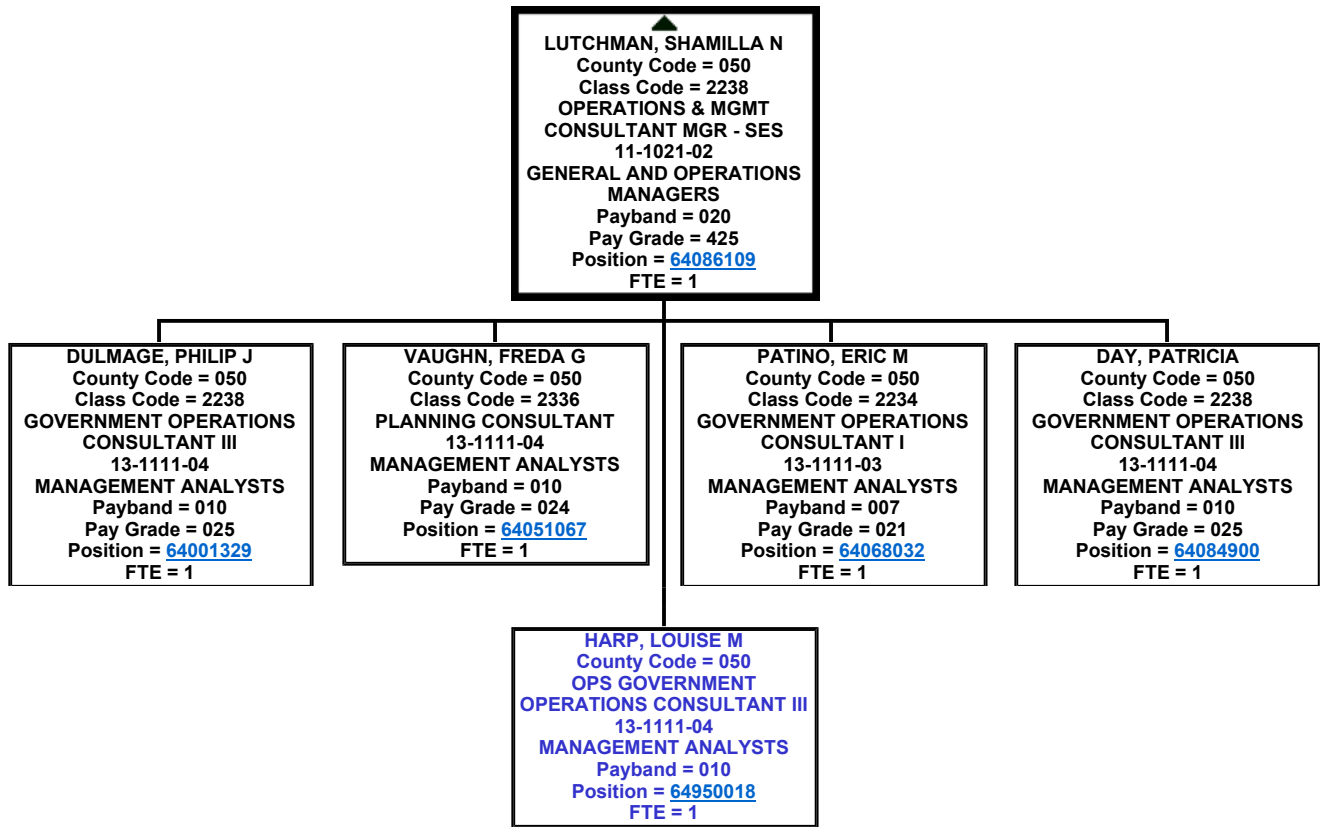 LUTCHMAN, SHAMILLA N
County Code = 050
Class Code = 2238
OPERATIONS & MGMT
CONSULTANT MGR - SES
11-1021-02
GENERAL AND OPERATIONS
MANAGERS
Payband = 020
Pay Grade = 425
Position = 64086109
FTE = 1
DULMAGE, PHILIP J
County Code = 050
Class Code = 2238
GOVERNMENT OPERATIONS
CONSULTANT III
13-1111-04
MANAGEMENT ANALYSTS
Payband = 010
Pay Grade = 025
Position = 64001329
FTE = 1
VAUGHN, FREDA G
County Code = 050
Class Code = 2336
PLANNING CONSULTANT
13-1111-04
MANAGEMENT ANALYSTS
Payband = 010
Pay Grade = 024
Position = 64051067
FTE = 1
PATINO, ERIC M
County Code = 050
Class Code = 2234
GOVERNMENT OPERATIONS
CONSULTANT I
13-1111-03
MANAGEMENT ANALYSTS
Payband = 007
Pay Grade = 021
Position = 64068032
FTE = 1
DAY, PATRICIA
County Code = 050
Class Code = 2238
GOVERNMENT OPERATIONS
CONSULTANT III
13-1111-04
MANAGEMENT ANALYSTS
Payband = 010
Pay Grade = 025
Position = 64084900
FTE = 1
HARP, LOUISE M
County Code = 050
OPS GOVERNMENT
OPERATIONS CONSULTANT III
13-1111-04
MANAGEMENT ANALYSTS
Payband = 010
Position = 64950018
FTE = 1